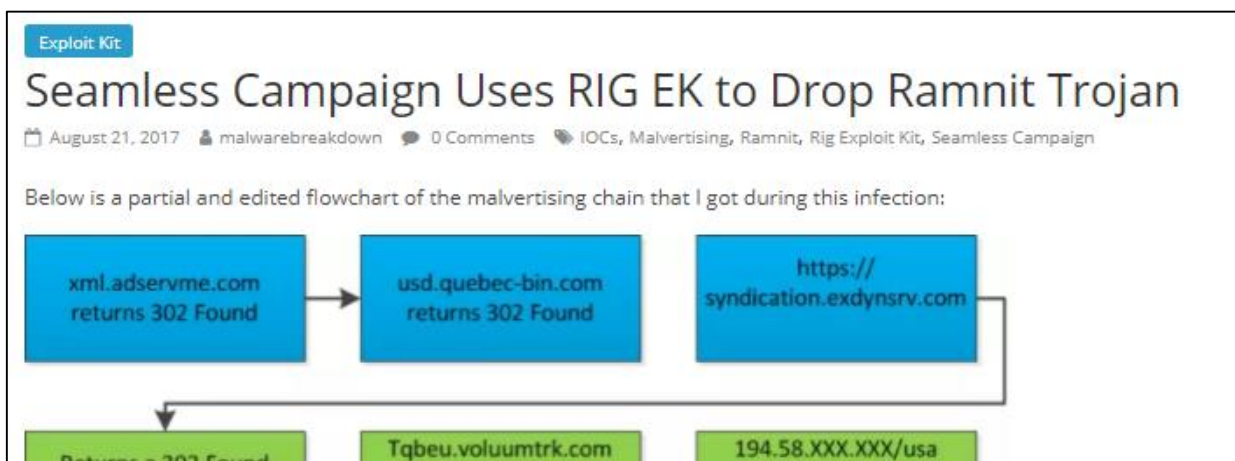 Exploit Kit
Seamless Campaign Uses RIG EK to Drop Ramnit Trojan
August 21, 2017 malwarebreakdown 0 Comments IOCs, Malvertising, Ramnit, Rig Exploit Kit, Seamless Campaign
Below is a partial and edited flowchart of the malvertising chain that I got during this infection:
xml.adservme.com
returns 302 Found
usd.quebec-bin.com
returns 302 Found
https://
syndication.exdynsrv.com
Returns a 302 Found
Tqbeu.voluumtrk.com
194.58.XXX.XXX/usa